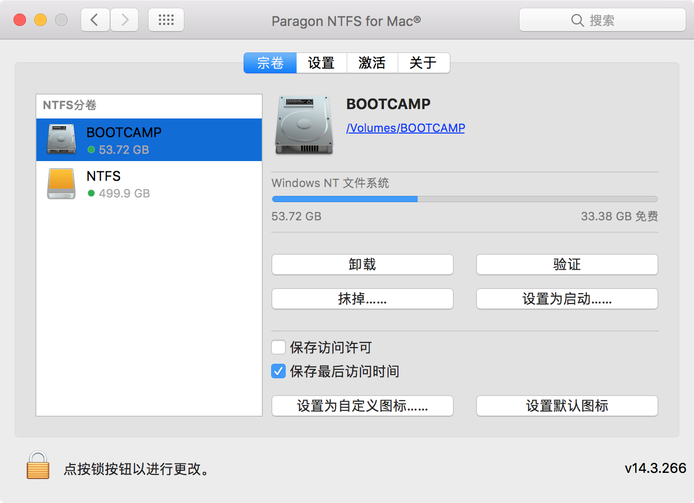 Paragon NTFS for Mac®
搜索
宗卷 设置 激活 关于
NTFS分卷
BOOTCAMP
53.72 GB
NTFS
499.9 GB
BOOTCAMP
/Volumes/BOOTCAMP
Windows NT 文件系统
53.72 GB 33.38 GB 免费
卸载 验证
抹掉…… 设置为启动……
保存访问许可
保存最后访问时间
设置为自定义图标…… 设置默认图标
点按锁按钮以进行更改。
v14.3.266